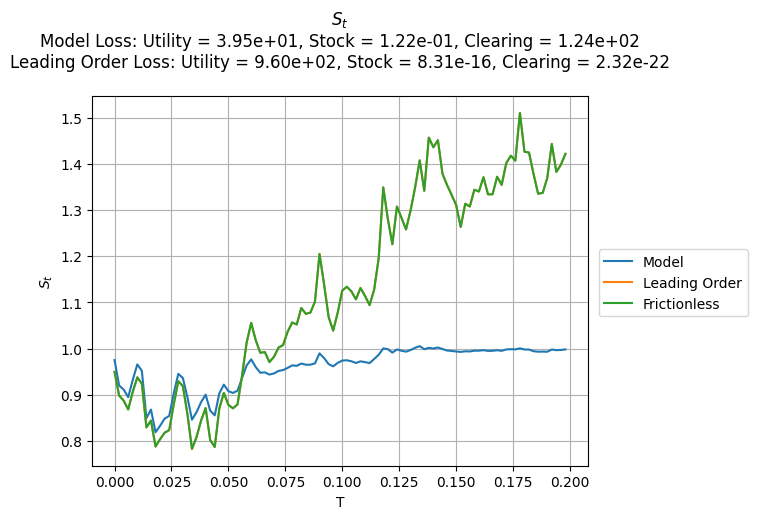 S_t
Model Loss: Utility = 3.95e+01, Stock = 1.22e-01, Clearing = 1.24e+02
Leading Order Loss: Utility = 9.60e+02, Stock = 8.31e-16, Clearing = 2.32e-22
1.5
1.4
1.3
1.2
1.1
1.0
0.9
0.8
S_t
0.000
0.025
0.050
0.075
0.100
0.125
0.150
0.175
0.200
T
Model
Leading Order
Frictionless